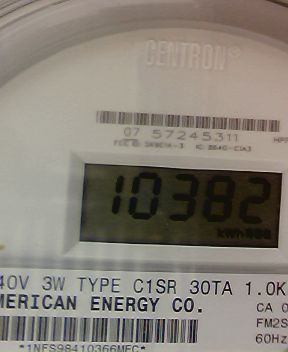 CENTRON®
07 57245311
10382
40V 3W TYPE C1SR 30TA 1.0K
MERICAN ENERGY CO.
CA 0
FM2S
60Hz
*1NFS98410366MFC*